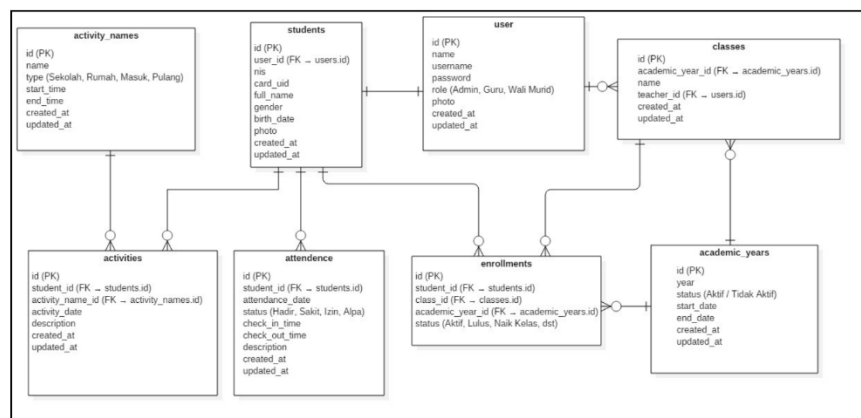 activity_names
id (PK)
name
type (Sekolah, Rumah, Masuk, Pulang)
start_time
end_time
created_at
updated_at
students
id (PK)
user_id (FK → users.id)
nis
card_uid
full_name
gender
birth_date
photo
created_at
updated_at
user
id (PK)
name
username
password
role (Admin, Guru, Wali Murid)
photo
created_at
updated_at
classes
id (PK)
academic_year_id (FK → academic_years.id)
name
teacher_id (FK → users.id)
created_at
updated_at
activities
id (PK)
student_id (FK → students.id)
activity_name_id (FK → activity_names.id)
activity_date
description
created_at
updated_at
attendence
id (PK)
student_id (FK → students.id)
attendance_date
status (Hadir, Sakit, Izin, Alpa)
check_in_time
check_out_time
description
created_at
updated_at
enrollments
id (PK)
student_id (FK → students.id)
class_id (FK → classes.id)
academic_year_id (FK → academic_years.id)
status (Aktif, Lulus, Naik Kelas, dst)
academic_years
id (PK)
year
status (Aktif / Tidak Aktif)
start_date
end_date
created_at
updated_at